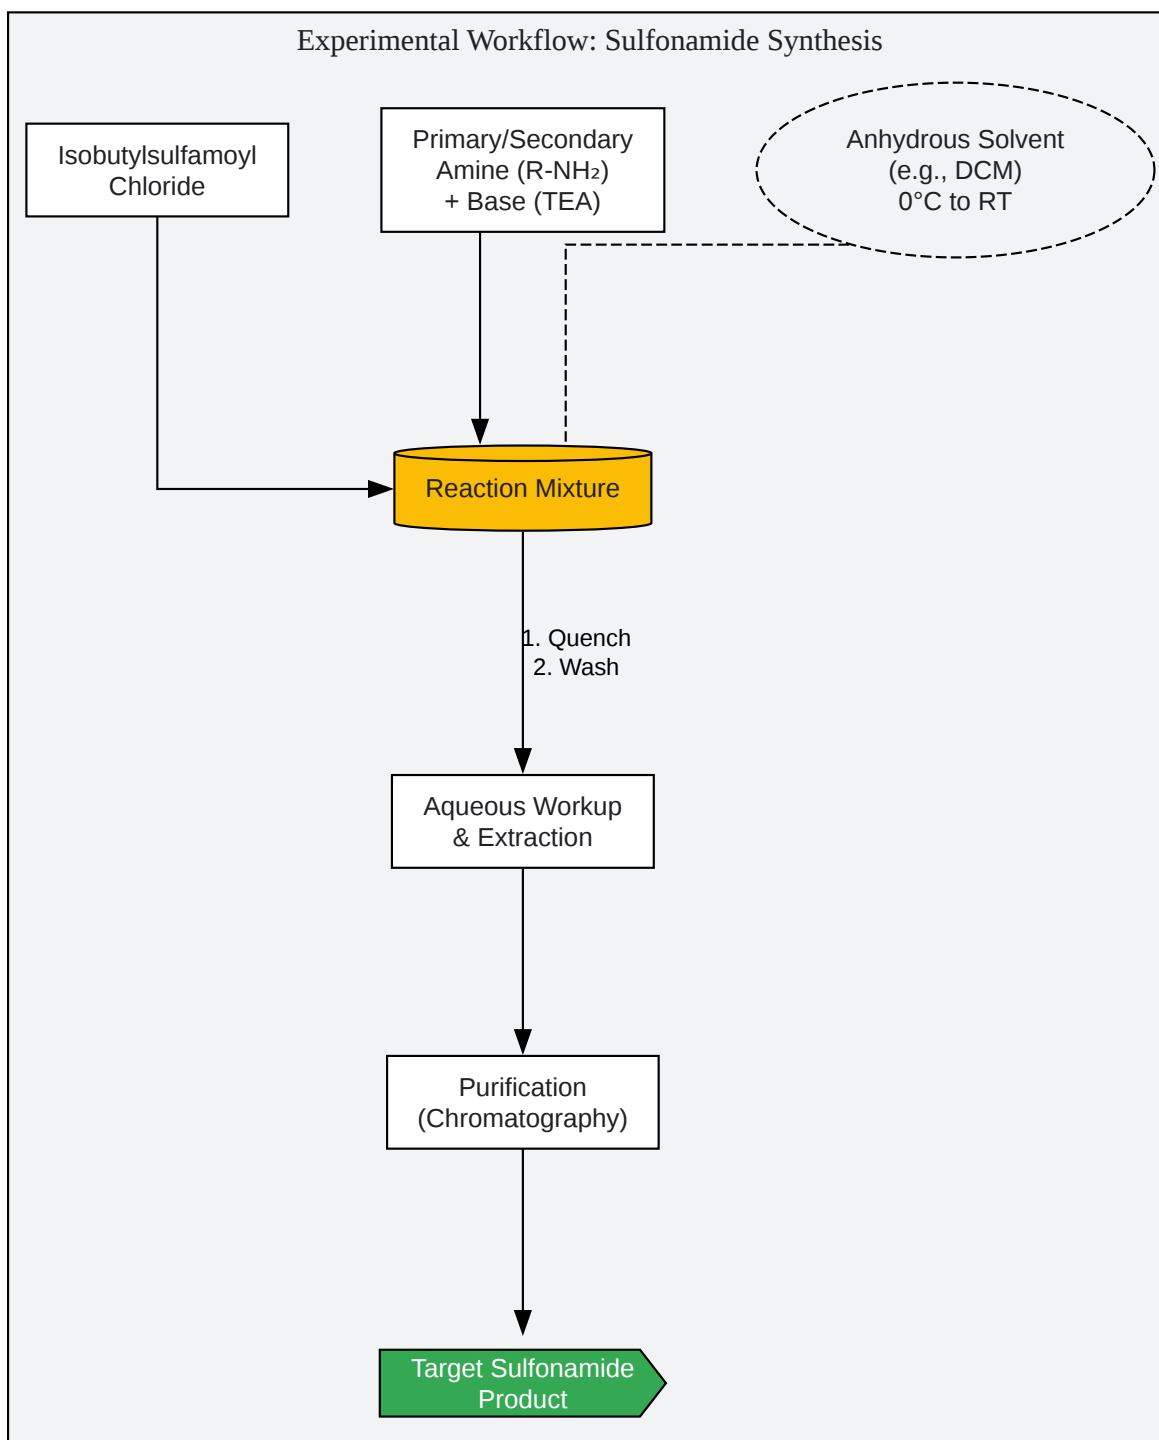 Experimental Workflow: Sulfonamide Synthesis
Isobutylsulfamoyl
Chloride
Primary/Secondary
Amine (R-NH₂)
+ Base (TEA)
Anhydrous Solvent
(e.g., DCM)
0°C to RT
Reaction Mixture
1. Quench
2. Wash
Aqueous Workup
& Extraction
Purification
(Chromatography)
Target Sulfonamide
Product